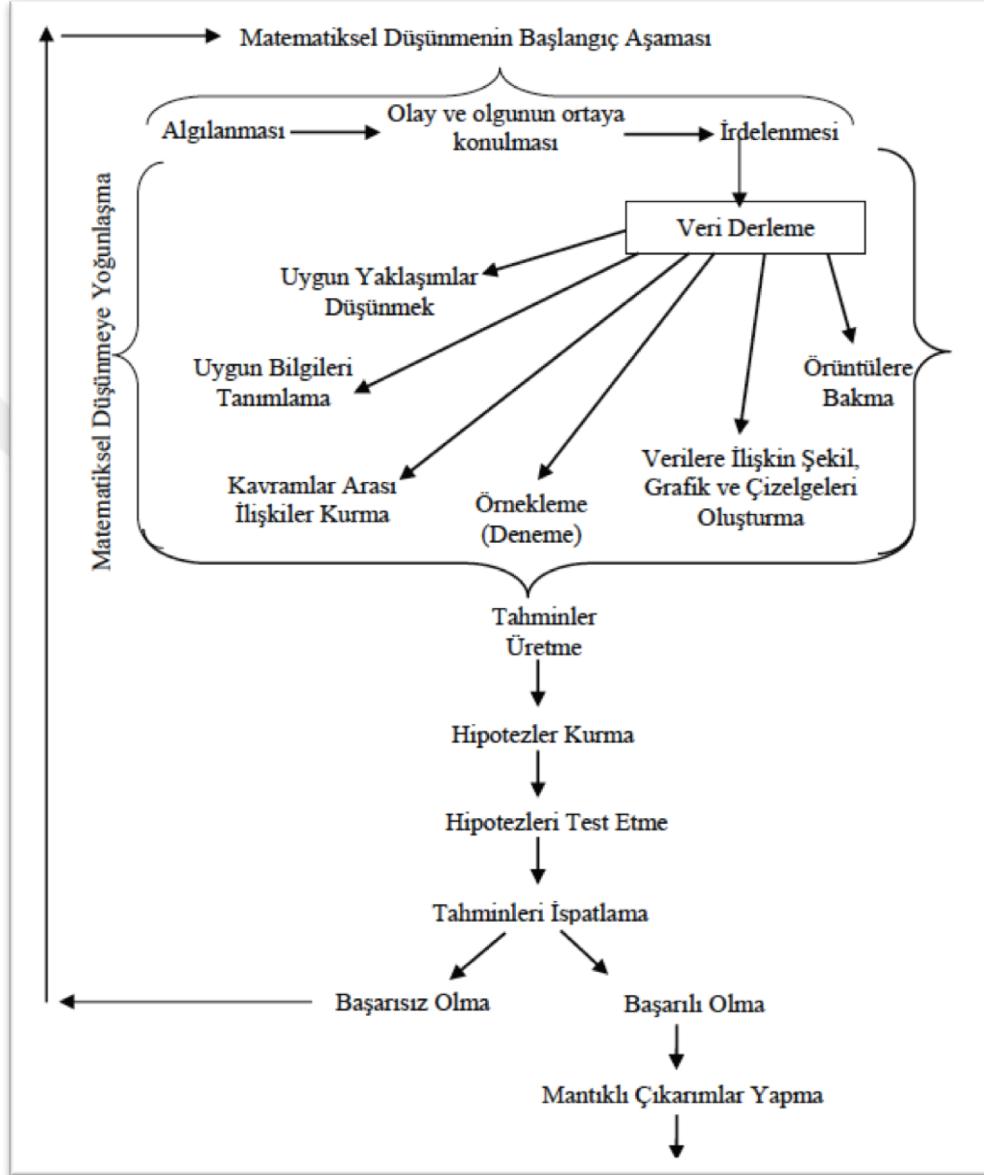 Matematiksel Düşünmenin Başlangıç Aşaması
Algılanması
Olay ve olgunun ortaya
konulması
İrdelenmesi
Matematiksel Düşünmeye Yoğunlaşma
Veri Derleme
Uygun Yaklaşımlar
Düşünmek
Uygun Bilgileri
Tanımlama
Örüntülere
Bakma
Kavramlar Arası
İlişkiler Kurma
Örnekleme
(Deneme)
Verilere İlişkin Şekil,
Grafik ve Çizelgeleri
Oluşturma
Tahminler
Üretme
Hipotezler Kurma
Hipotezleri Test Etme
Tahminleri İspatlama
Başarısız Olma
Başarılı Olma
Mantıklı Çıkarımlar Yapma